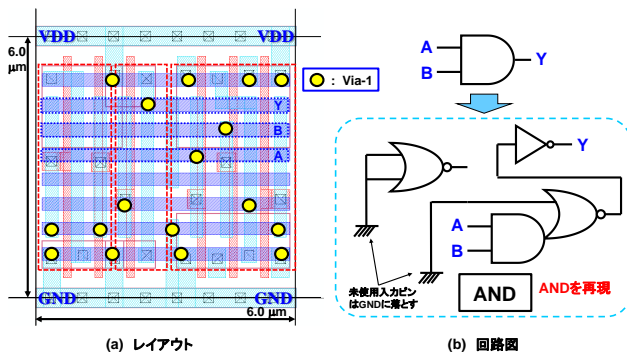 VDD
VDD
6.0
μm
: Via-1
Y
B
A
GND
GND
6.0 μm
(a) レイアウト
A
B
Y
Y
A
B
未使用入力ピン
はGNDに落とす
AND
ANDを再現
(b) 回路図